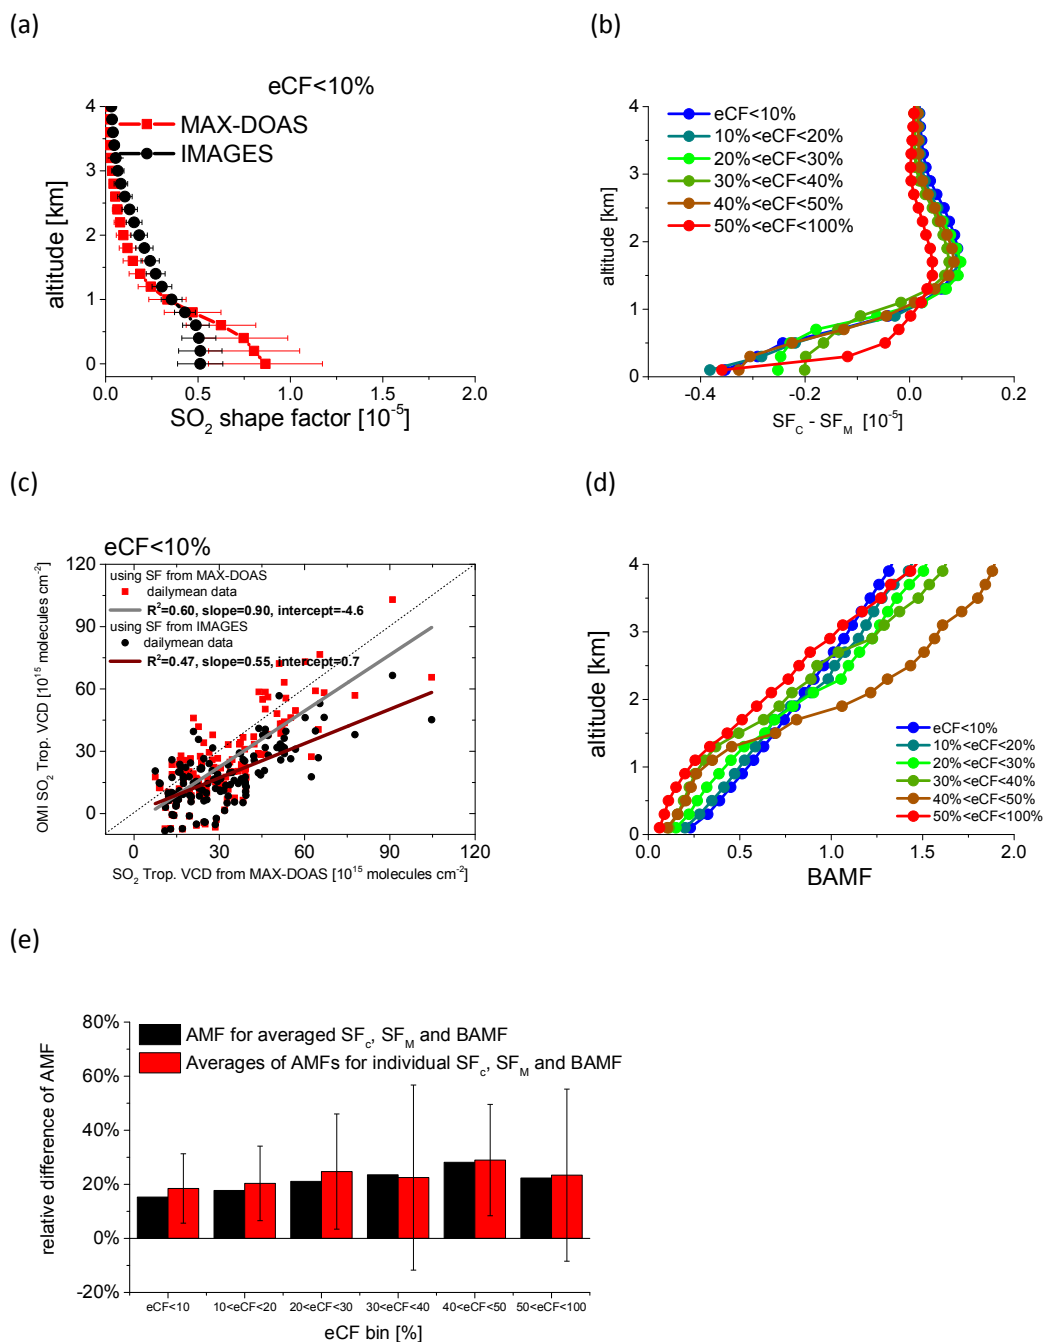 (a)
eCF<10%
MAX-DOAS
IMAGES
4
3
2
1
0
altitude [km]
0.0 0.5 1.0 1.5 2.0
SO2 shape factor [10-5]
(b)
eCF<10%
10%<eCF<20%
20%<eCF<30%
30%<eCF<40%
40%<eCF<50%
50%<eCF<100%
4
3
2
1
0
altitude [km]
-0.4 -0.2 0.0 0.2
SFC - SFM [10-5]
(c)
eCF<10%
using SF from MAX-DOAS
dailymean data
R2=0.60, slope=0.90, intercept=-4.6
using SF from IMAGES
dailymean data
R2=0.47, slope=0.55, intercept=0.7
120
90
60
30
0
OMI SO2 Trop. VCD [1015 molecules cm-2]
0 30 60 90 120
SO2 Trop. VCD from MAX-DOAS [1015 molecules cm-2]
(d)
4
3
2
1
0
altitude [km]
eCF<10%
10%<eCF<20%
20%<eCF<30%
30%<eCF<40%
40%<eCF<50%
50%<eCF<100%
0.0 0.5 1.0 1.5 2.0
BAMF
(e)
AMF for averaged SFc, SFM and BAMF
Averages of AMFs for individual SFc, SFM and BAMF
80%
60%
40%
20%
0%
-20%
relative difference of AMF
eCF<10 10<eCF<20 20<eCF<30 30<eCF<40 40<eCF<50 50<eCF<100
eCF bin [%]